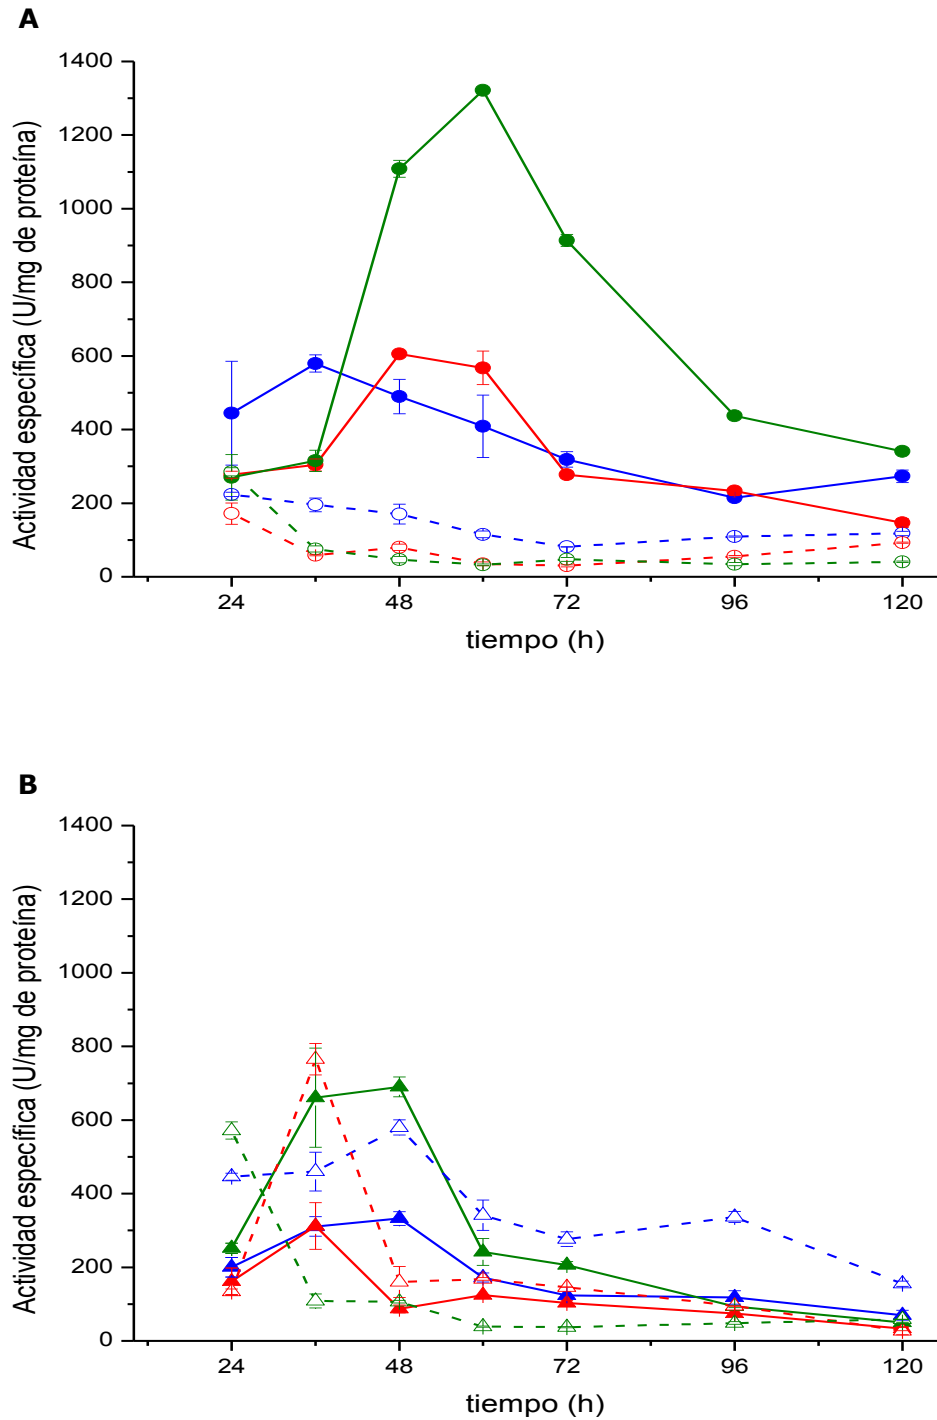 A
1400
1200
1000
800
600
400
200
0
Actividad específica (U/mg de proteína)
24 48 72 96 120
tiempo (h)
B
1400
1200
1000
800
600
400
200
0
Actividad específica (U/mg de proteína)
24 48 72 96 120
tiempo (h)